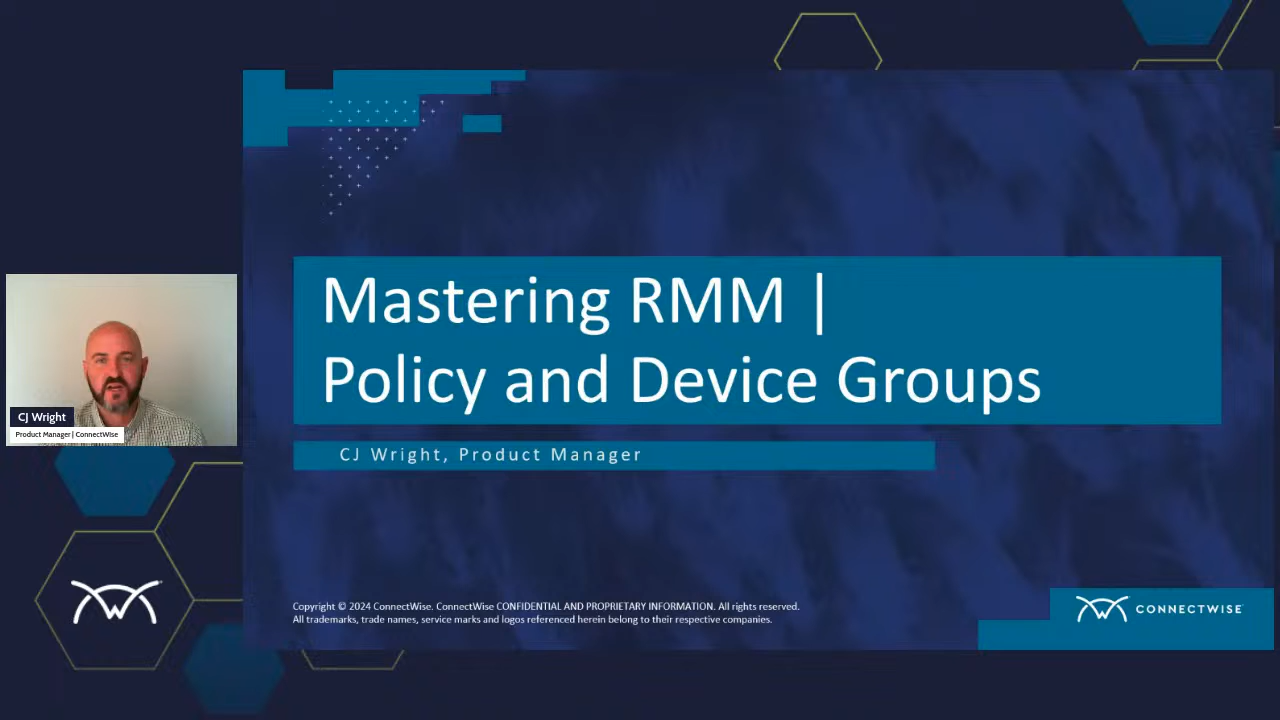 Mastering RMM |
Policy and Device Groups
CJ Wright, Product Manager
CJ Wright
Product Manager | ConnectWise
Copyright © 2024 ConnectWise. ConnectWise CONFIDENTIAL AND PROPRIETARY INFORMATION. All rights reserved.
All trademarks, trade names, service marks and logos referenced herein belong to their respective companies.
CONNECTWISE